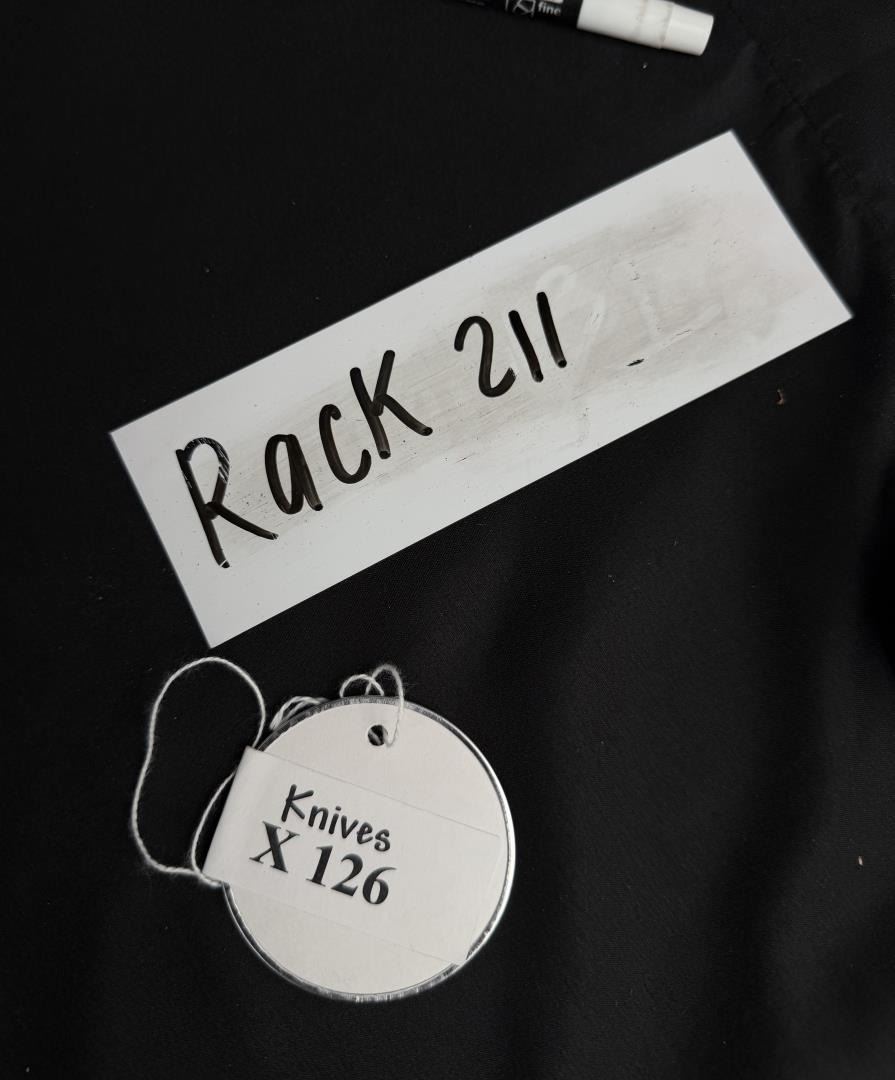 fine
Rack 211
Knives
X 126